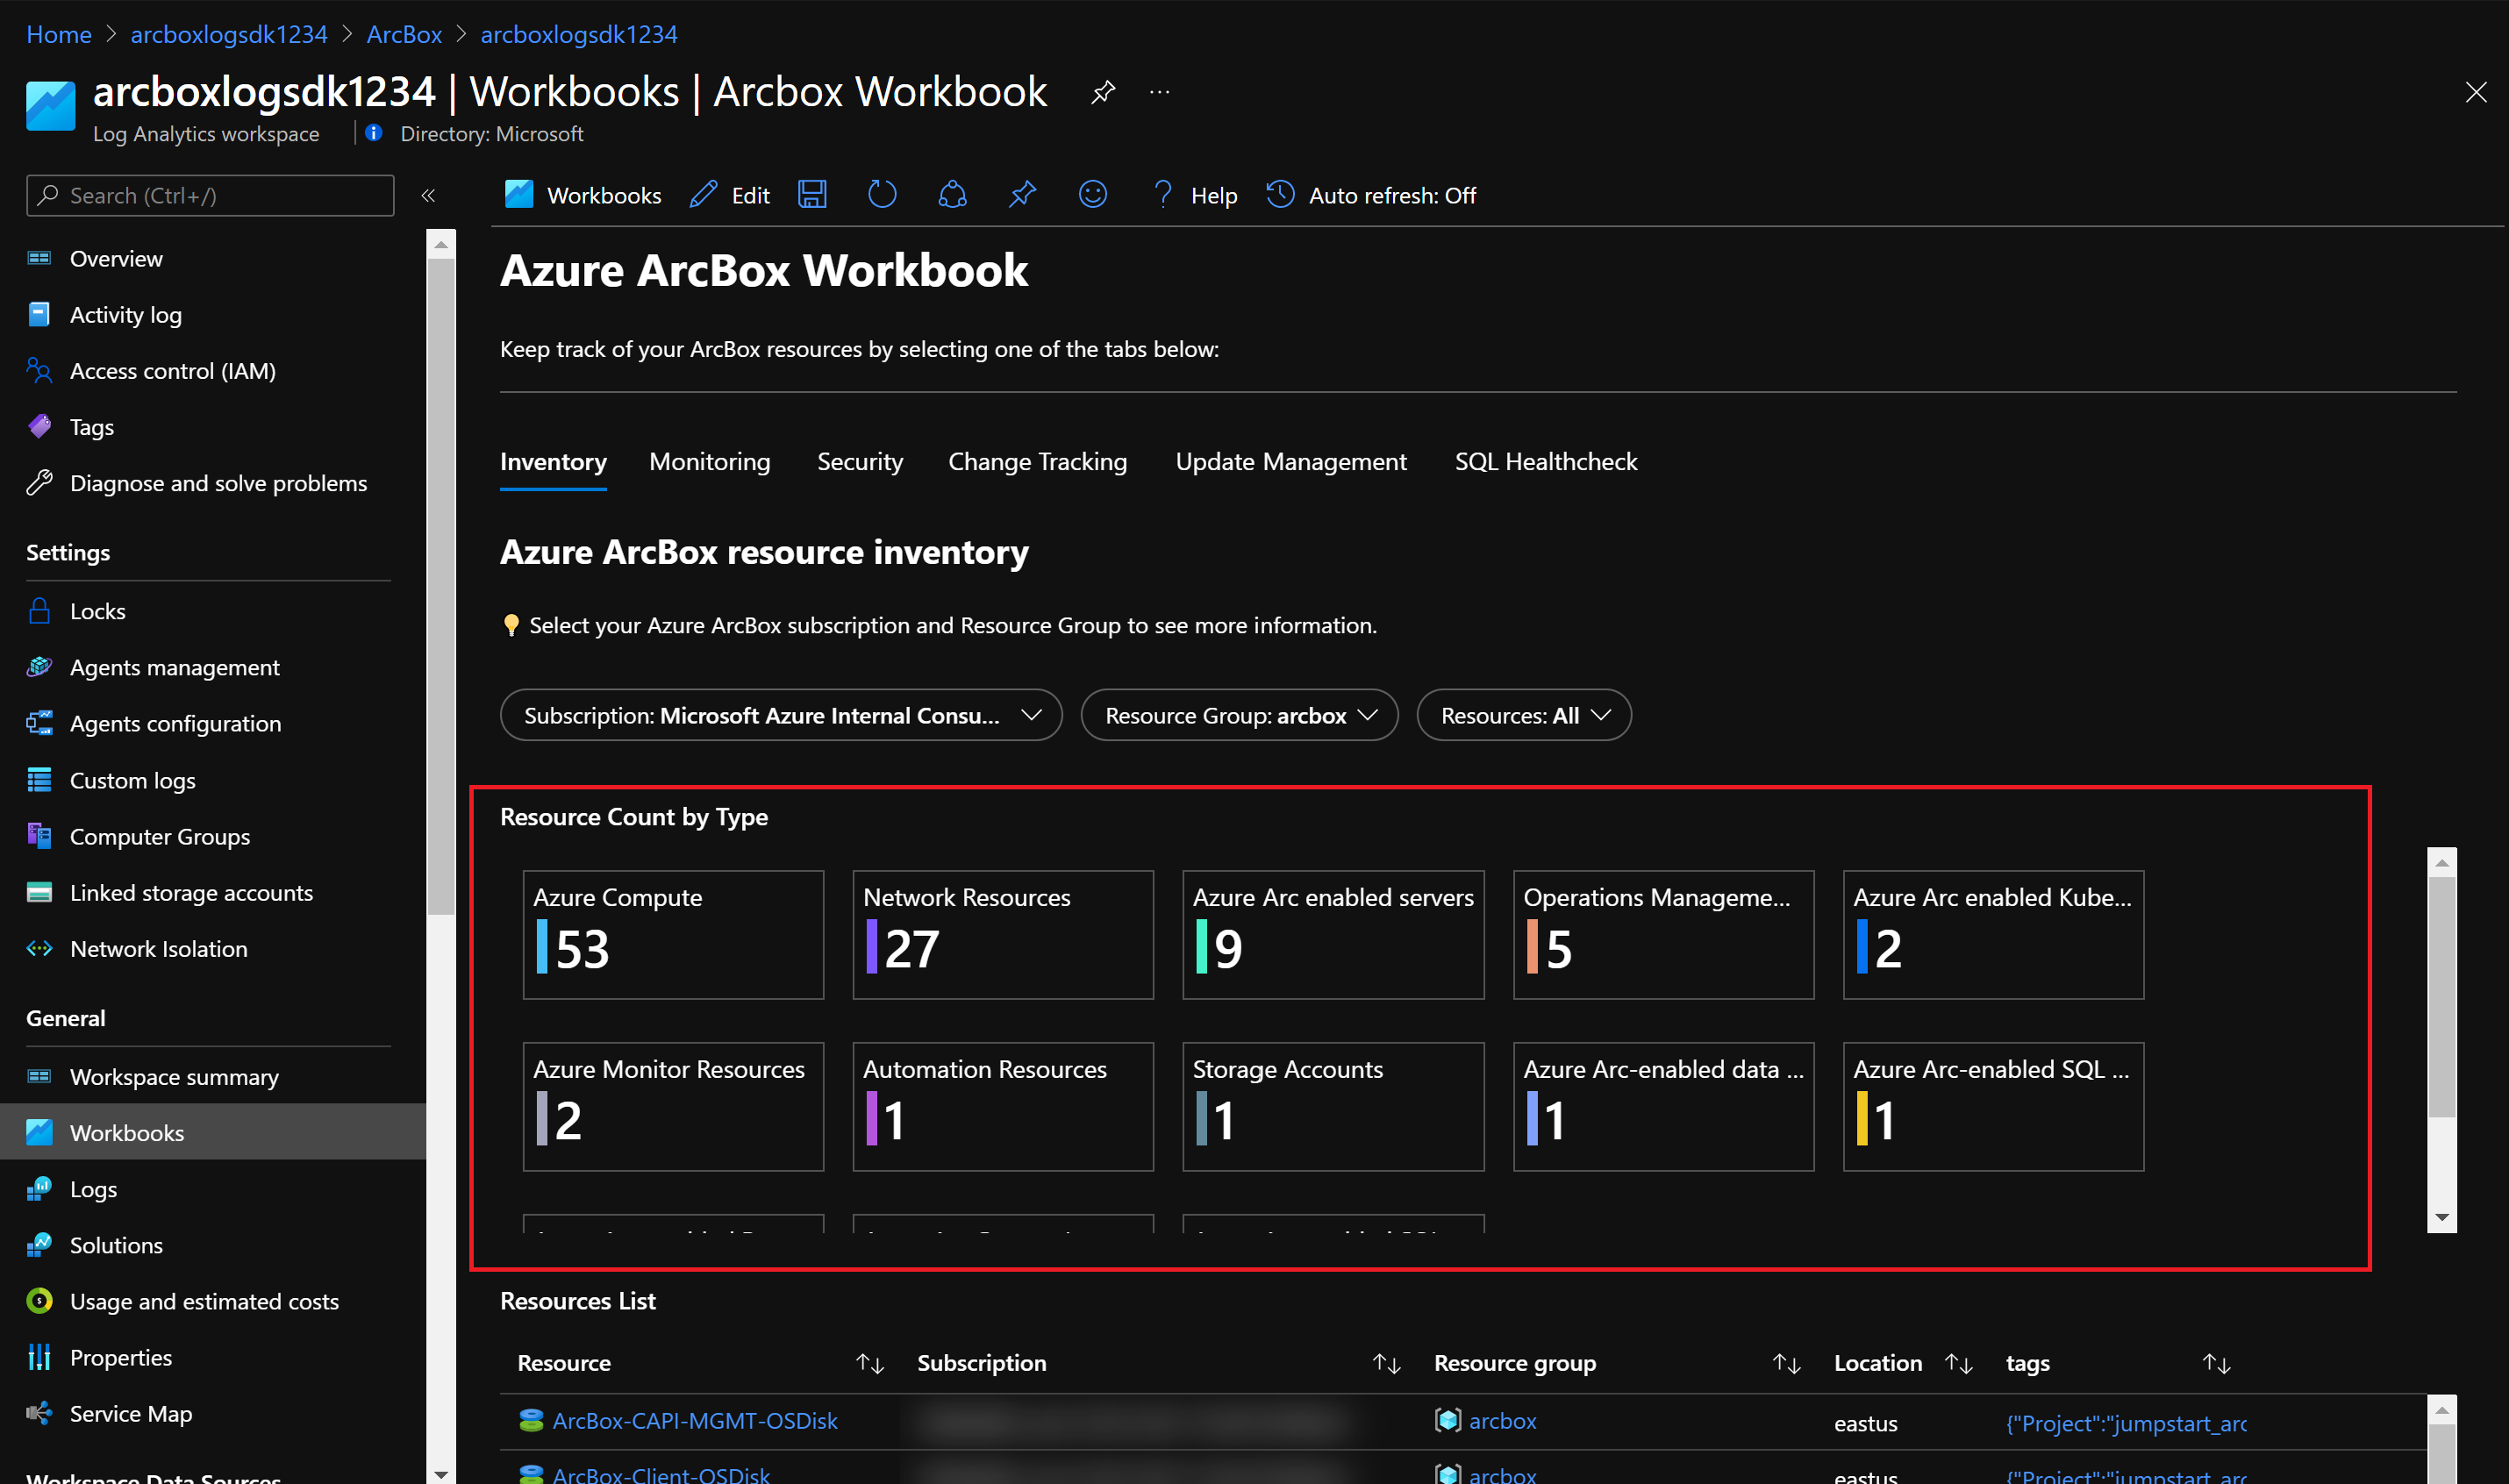 Home > arcboxlogsdk1234 > ArcBox > arcboxlogsdk1234
arcboxlogsdk1234 | Workbooks | Arcbox Workbook ...
Log Analytics workspace | Directory: Microsoft
Search (Ctrl+/)
«
Overview
Activity log
Access control (IAM)
Tags
Diagnose and solve problems
Settings
Locks
Agents management
Agents configuration
Custom logs
Computer Groups
Linked storage accounts
Network Isolation
General
Workspace summary
Workbooks
Logs
Solutions
Usage and estimated costs
Properties
Service Map
Workspace Data Sources
Workbooks Edit ? Help Auto refresh: Off
Azure ArcBox Workbook
Keep track of your ArcBox resources by selecting one of the tabs below:
Inventory Monitoring Security Change Tracking Update Management SQL Healthcheck
Azure ArcBox resource inventory
Select your Azure ArcBox subscription and Resource Group to see more information.
Subscription: Microsoft Azure Internal Consu... Resource Group: arcbox Resources: All
Resource Count by Type
Azure Compute
53
Network Resources
27
Azure Arc enabled servers
9
Operations Manageme...
5
Azure Arc enabled Kube...
2
Azure Monitor Resources
2
Automation Resources
1
Storage Accounts
1
Azure Arc-enabled data ...
1
Azure Arc-enabled SQL ...
1
Resources List
Resource Subscription Resource group Location tags
ArcBox-CAPI-MGMT-OSDisk arcbox eastus {"Project":"jumpstart_arc
ArcBox-Client-OSDisk arcbox eastus {"Project":"jumpstart_arc